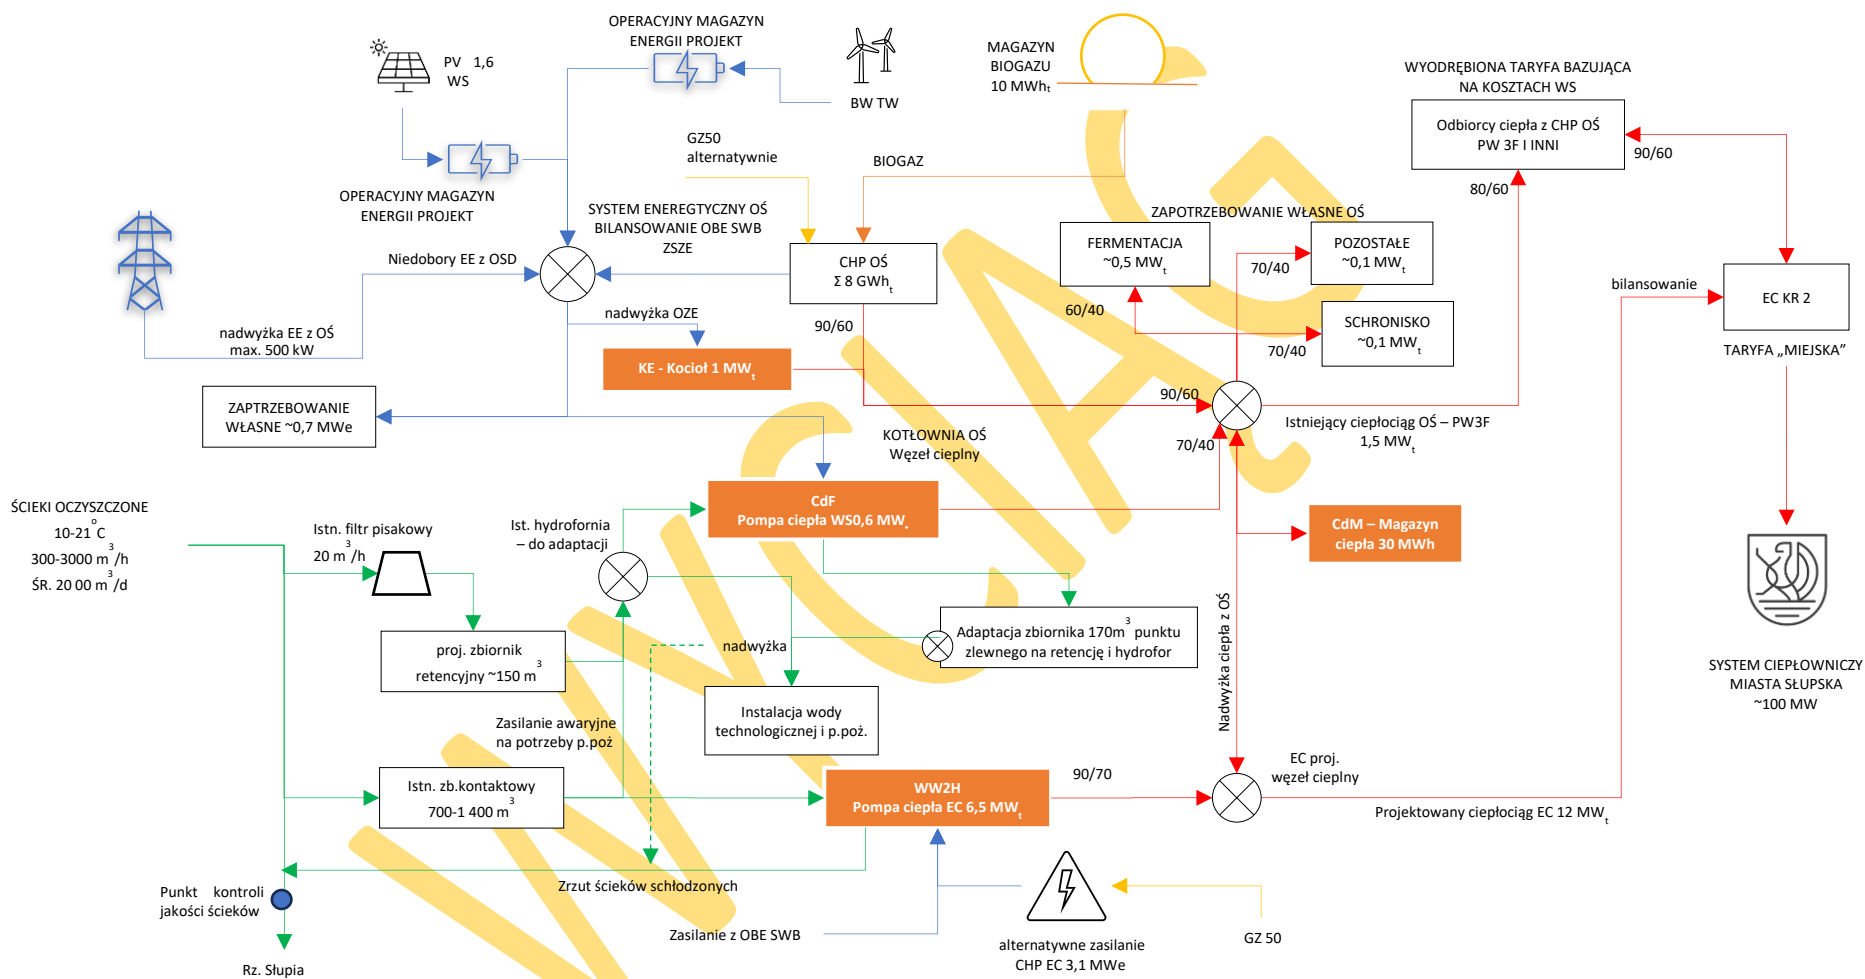 OPERACYJNY MAGAZYN
ENERGII PROJEKT
PV 1,6
WS
BW TW
MAGAZYN
BIOGAZU
10 MWhₜ
WYODRĘBIONA TARYFA BAZUJĄCA
NA KOSZTACH WS
Odbiorcy ciepła z CHP OŚ
PW 3F I INNI
90/60
80/60
GZ50
alternatywnie
BIOGAZ
OPERACYJNY MAGAZYN
ENERGII PROJEKT
SYSTEM ENEREGTYCZNY OŚ
BILANSOWANIE OBE SWB
ZSZE
ZAPOTRZEBOWANIE WŁASNE OŚ
FERMENTACJA
~0,5 MWₜ
POZOSTAŁE
~0,1 MWₜ
70/40
60/40
SCHRONISKO
~0,1 MWₜ
70/40
Niedobory EE z OSD
CHP OŚ
Σ 8 GWhₜ
bilansowanie
EC KR 2
TARYFA „MIEJSKA”
nadwyżka OZE
90/60
nadwyżka EE z OŚ
max. 500 kW
KE - Kocioł 1 MWₜ
90/60
ZAPTRZEBOWANIE
WŁASNE ~0,7 MWe
Istniejący ciepłociąg OŚ – PW3F
1,5 MWₜ
KOTŁOWNIA OŚ
Węzeł cieplny
70/40
CdF
Pompa ciepła WS0,6 MWₜ
CdM – Magazyn
ciepła 30 MWh
ŚCIEKI OCZYSZCZONE
10-21°C
300-3000 m³/h
ŚR. 20 00 m³/d
Istn. filtr pisakowy
20 m³/h
Ist. hydrofornia
– do adaptacji
proj. zbiornik
retencyjny ~150 m³
nadwyżka
Adaptacja zbiornika 170m³ punktu
zlewnego na retencję i hydrofor
Instalacja wody
technologicznej i p.poż.
Nadwyżka ciepła z OŚ
SYSTEM CIEPŁOWNICZY
MIASTA SŁUPSKA
~100 MW
Zasilanie awaryjne
na potrzeby p.poż
Istn. zb.kontaktowy
700-1 400 m³
WW2H
Pompa ciepła EC 6,5 MWₜ
90/70
EC proj.
węzeł cieplny
Projektowany ciepłociąg EC 12 MWₜ
Punkt kontroli
jakości ścieków
Zrzut ścieków schłodzonych
Zasilanie z OBE SWB
alternatywne zasilanie
CHP EC 3,1 MWe
GZ 50
Rz. Słupia